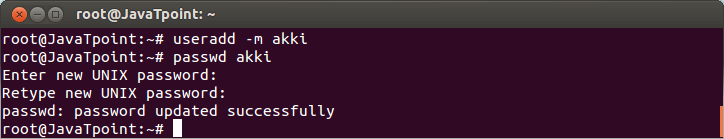 root@JavaTpoint: ~
root@JavaTpoint:~# useradd -m akki
root@JavaTpoint:~# passwd akki
Enter new UNIX password:
Retype new UNIX password:
passwd: password updated successfully
root@JavaTpoint:~#